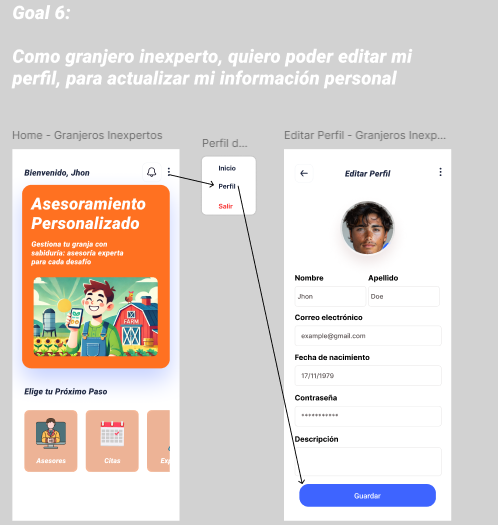 Goal 6:
Como granjero inexperto, quiero poder editar mi
perfil, para actualizar mi información personal
Home - Granjeros Inexpertos
Perfil d...
Editar Perfil - Granjeros Inexp...
Bienvenido, Jhon
Inicio
Perfil
Salir
Editar Perfil
Asesoramiento
Personalizado
Gestiona tu granja con
sabiduría: asesoría experta
para cada desafío
FARM
Elige tu Próximo Paso
Asesores
Citas
Exp
Nombre
Apellido
Jhon
Doe
Correo electrónico
example@gmail.com
Fecha de nacimiento
17/11/1979
Contraseña
***********
Descripción
Guardar